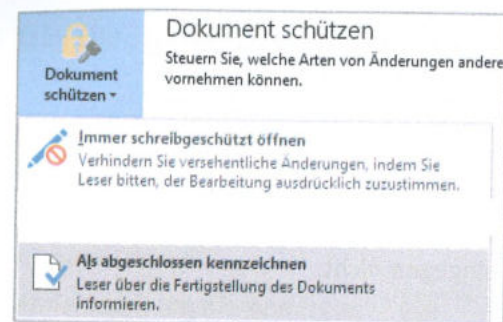 Dokument schützen
Steuern Sie, welche Arten von Änderungen andere
vornehmen können.
Dokument
schützen
Immer schreibgeschützt öffnen
Verhindern Sie versehentliche Änderungen, indem Sie
Leser bitten, der Bearbeitung ausdrücklich zuzustimmen.
Als abgeschlossen kennzeichnen
Leser über die Fertigstellung des Dokuments
informieren.